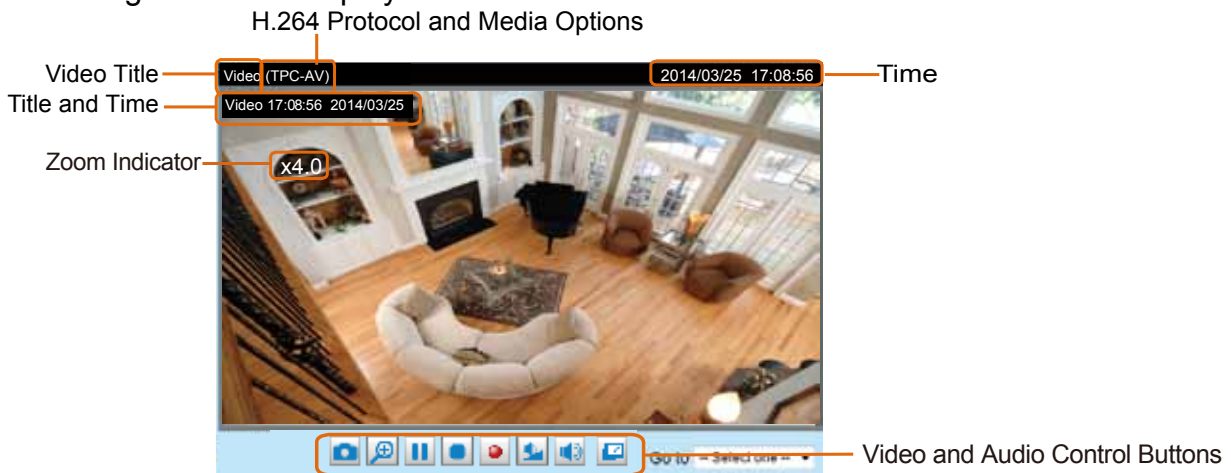 H.264 Protocol and Media Options
Video Title
Video (TPC-AV)
2014/03/25 17:08:56
Time
Title and Time
Video 17:08:56 2014/03/25
Zoom Indicator
x4.0
Go to
-- Select one --
Video and Audio Control Buttons